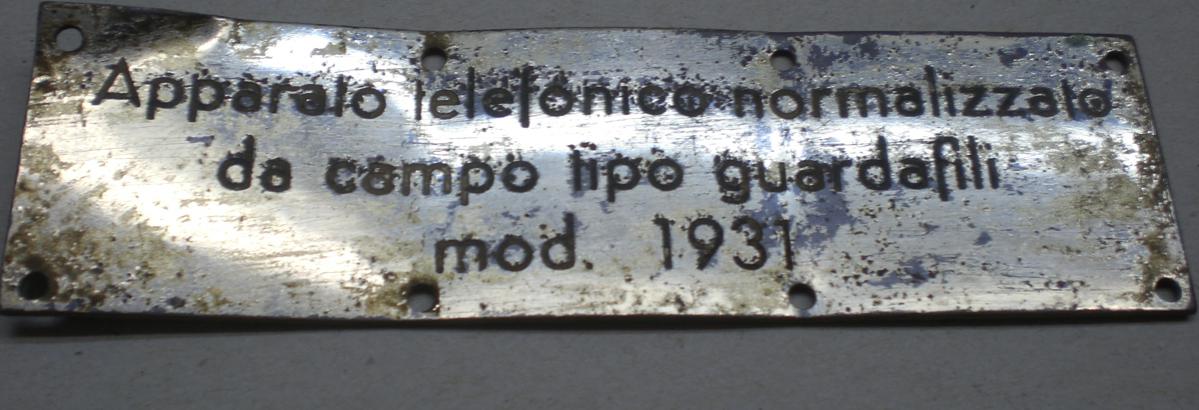 Apparato telefonico normalizzato
da campo tipo guardafili
mod. 1931